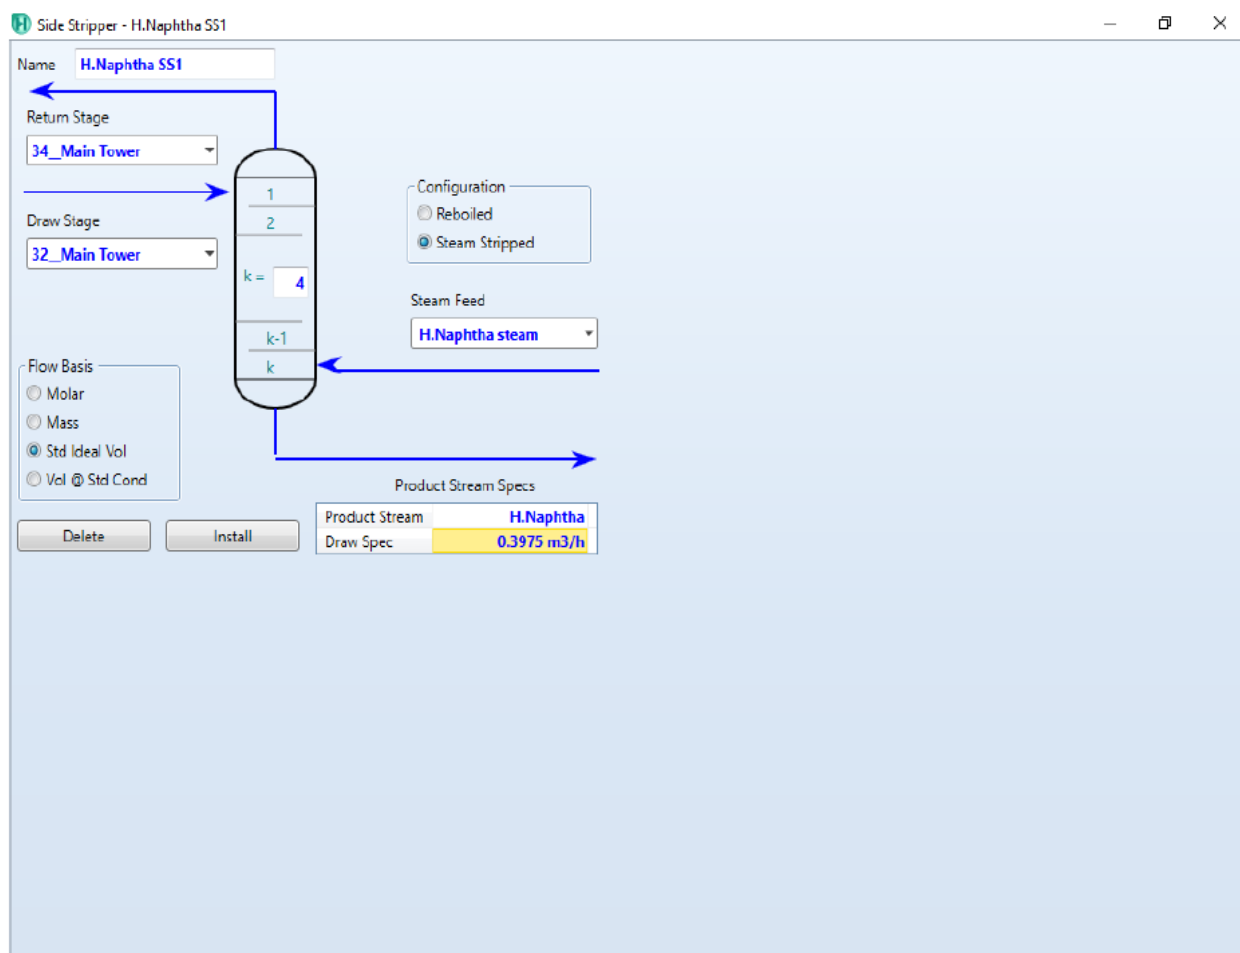 Side Stripper - H.Naphtha SS1
Name H.Naphtha SS1
Return Stage
34__Main Tower
1
Configuration
Reboiled
Draw Stage
2
Steam Stripped
32__Main Tower
k = 4
Steam Feed
H.Naphtha steam
k-1
Flow Basis
k
Molar
Mass
Std Ideal Vol
Vol @ Std Cond
Product Stream Specs
Product Stream H.Naphtha
Delete Install
Draw Spec 0.3975 m3/h